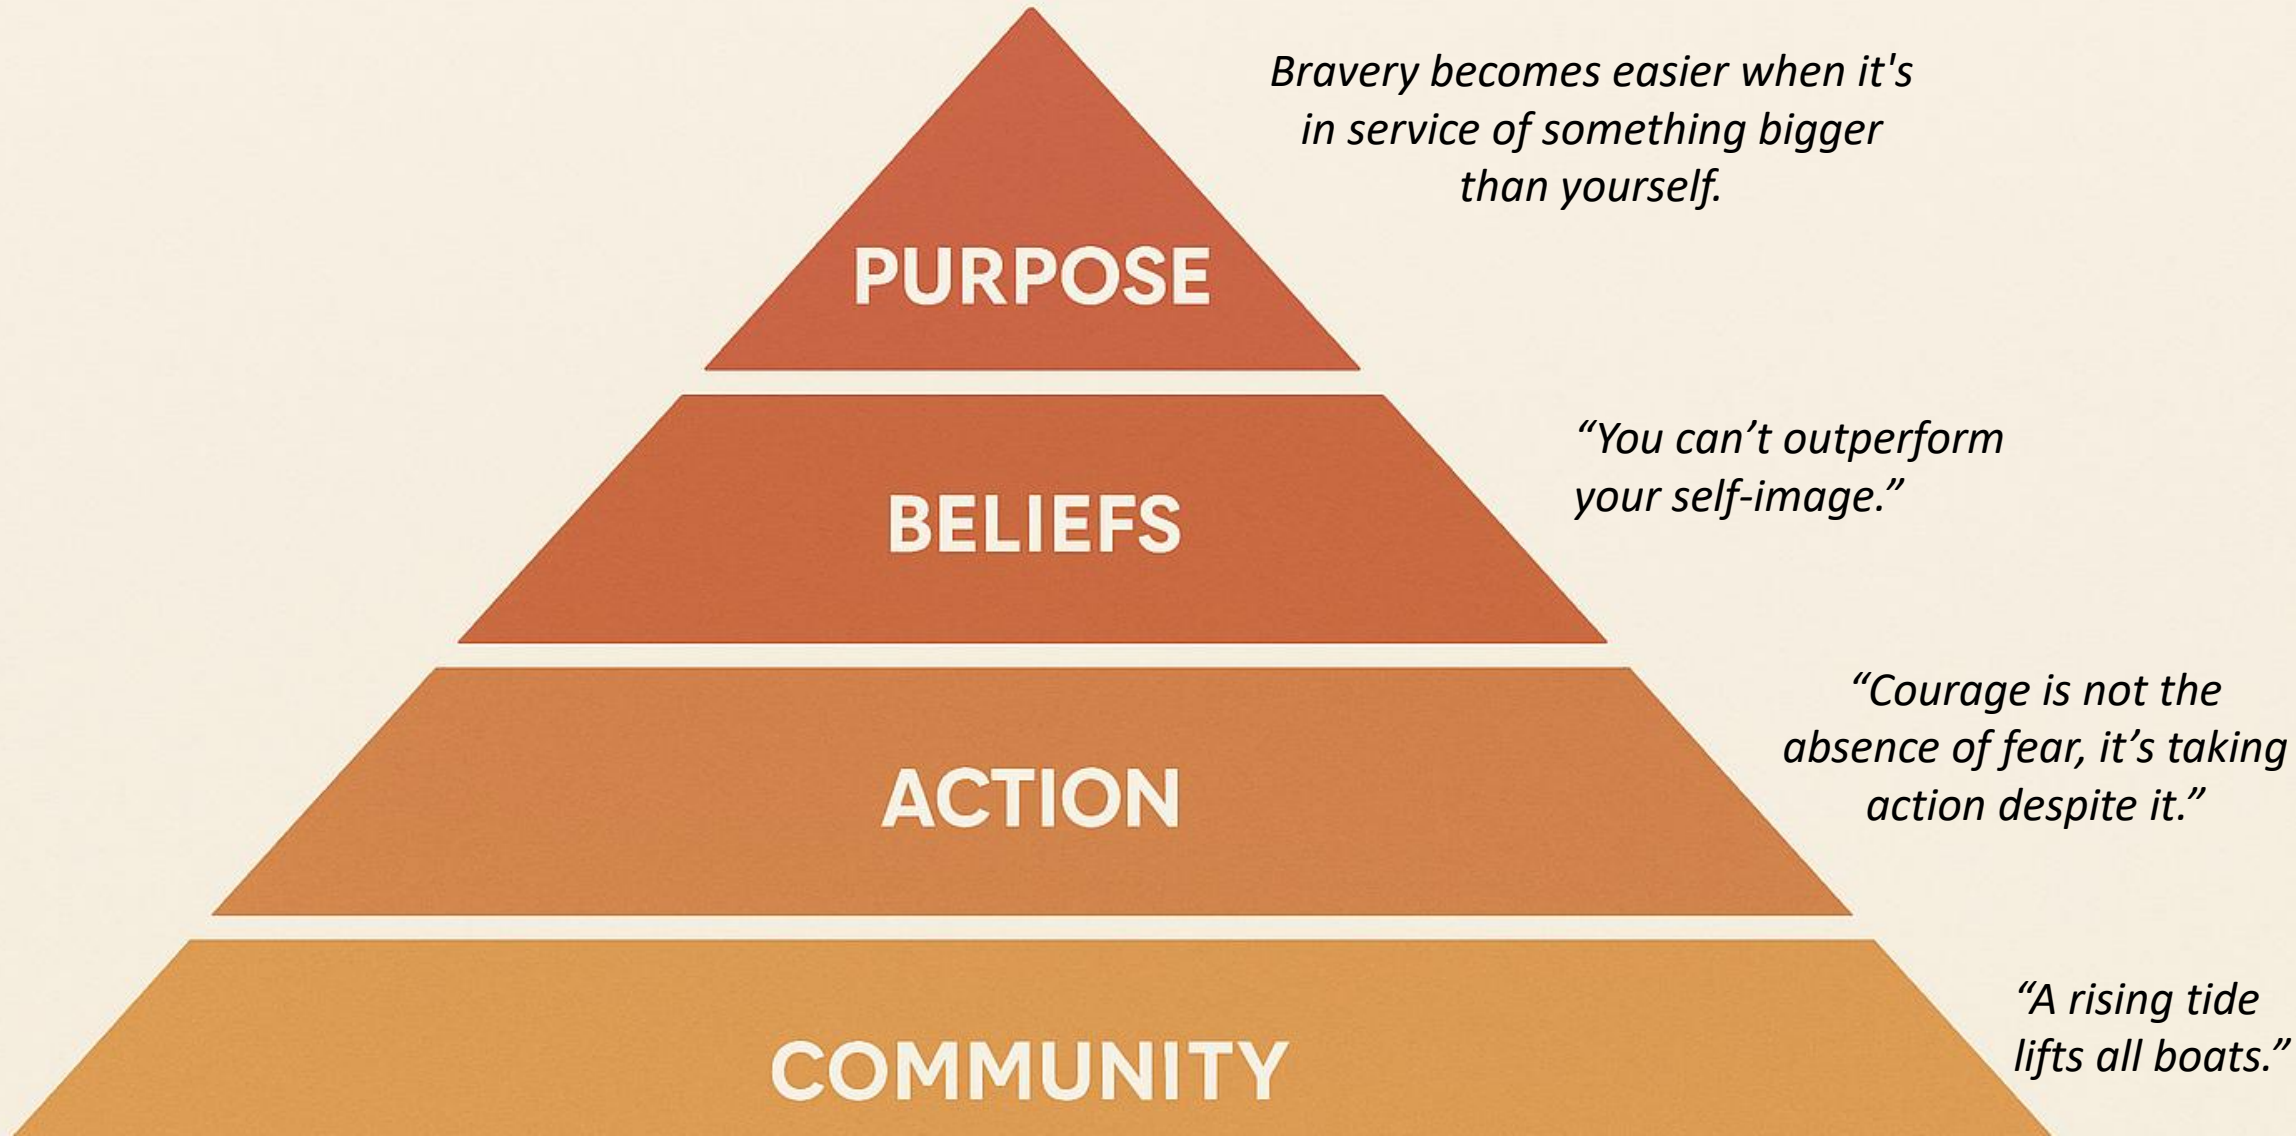 Bravery becomes easier when it's
in service of something bigger
than yourself.
PURPOSE
“You can’t outperform
your self-image.”
BELIEFS
“Courage is not the
absence of fear, it’s taking
action despite it.”
ACTION
“A rising tide
lifts all boats.”
COMMUNITY